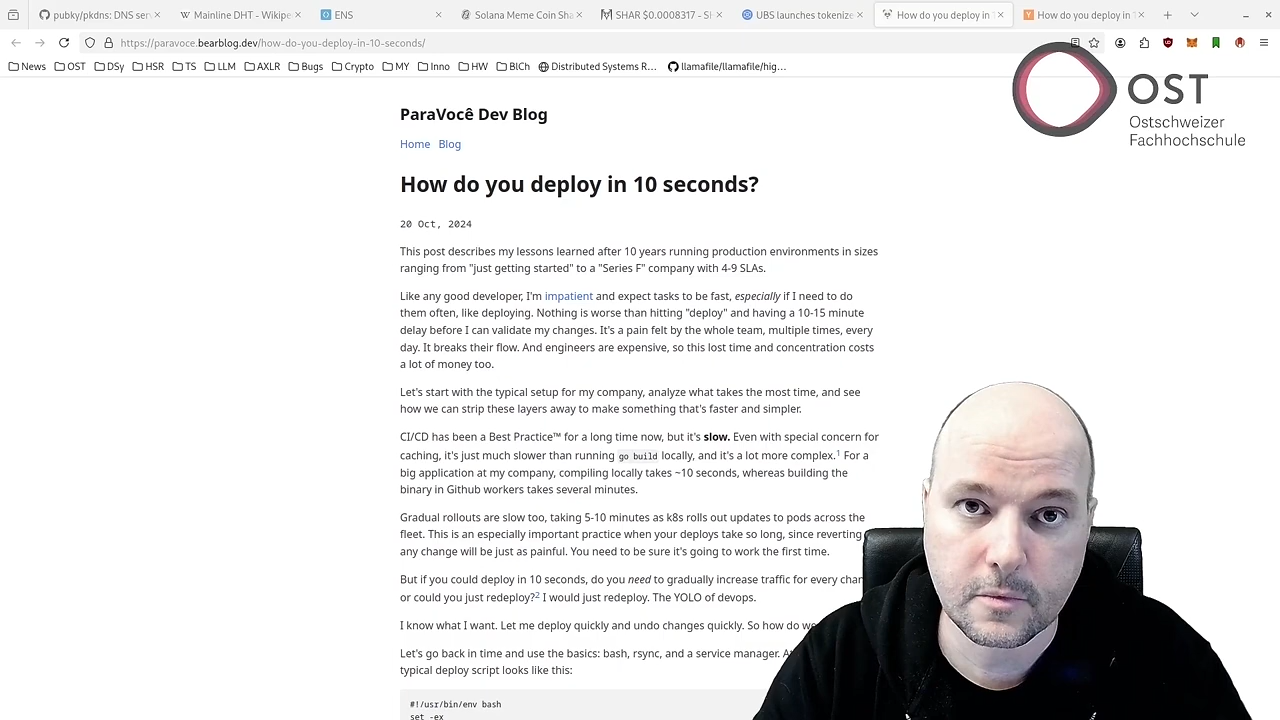 pubky/pkdns: DNS serv
Mainline DHT - Wikipe
ENS
Solana Meme Coin Sha
SHAR $0.0008317 - SH
UBS launches tokenize
How do you deploy in 1
How do you deploy in 1
https://paravoce.bearblog.dev/how-do-you-deploy-in-10-seconds/
News OST DSy HSR TS LLM AXLR Bugs Crypto MY Inno HW BlCh Distributed Systems R… llamafile/llamafile/hig…
OST
Ostschweizer
Fachhochschule
ParaVocê Dev Blog
Home Blog
How do you deploy in 10 seconds?
20 Oct, 2024
This post describes my lessons learned after 10 years running production environments in sizes
ranging from "just getting started" to a "Series F" company with 4-9 SLAs.
Like any good developer, I'm impatient and expect tasks to be fast, especially if I need to do
them often, like deploying. Nothing is worse than hitting "deploy" and having a 10-15 minute
delay before I can validate my changes. It's a pain felt by the whole team, multiple times, every
day. It breaks their flow. And engineers are expensive, so this lost time and concentration costs
a lot of money too.
Let's start with the typical setup for my company, analyze what takes the most time, and see
how we can strip these layers away to make something that's faster and simpler.
CI/CD has been a Best Practice™ for a long time now, but it's slow. Even with special concern for
caching, it's just much slower than running go build locally, and it's a lot more complex.1 For a
big application at my company, compiling locally takes ~10 seconds, whereas building the
binary in Github workers takes several minutes.
Gradual rollouts are slow too, taking 5-10 minutes as k8s rolls out updates to pods across the
fleet. This is an especially important practice when your deploys take so long, since reverting
any change will be just as painful. You need to be sure it's going to work the first time.
But if you could deploy in 10 seconds, do you need to gradually increase traffic for every chan
or could you just redeploy?2 I would just redeploy. The YOLO of devops.
I know what I want. Let me deploy quickly and undo changes quickly. So how do we
Let's go back in time and use the basics: bash, rsync, and a service manager. At
typical deploy script looks like this:
#!/usr/bin/env bash
set -ex